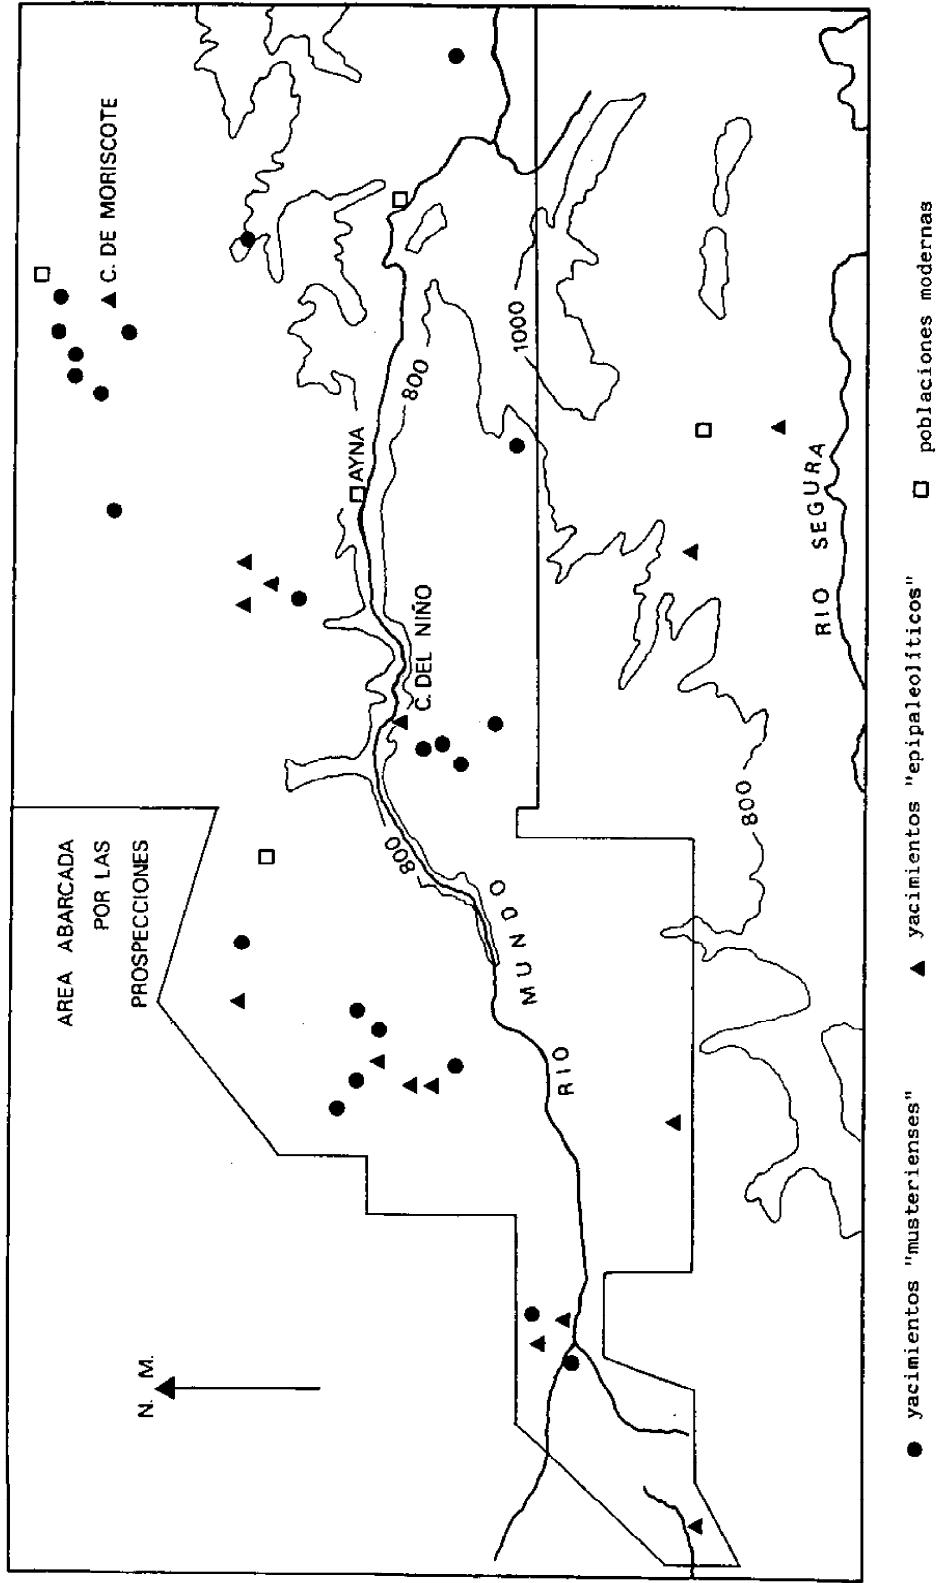 N. M.
AREA ABARCADA
POR LAS
PROSPECCIONES
C. DE MORISCOTE
AYNA
800
1000
C. DEL NIÑO
800
RIO MUNDO
800
RIO SEGURA
yacimientos "musterienses"
yacimientos "epipaleolíticos"
poblaciones modernas